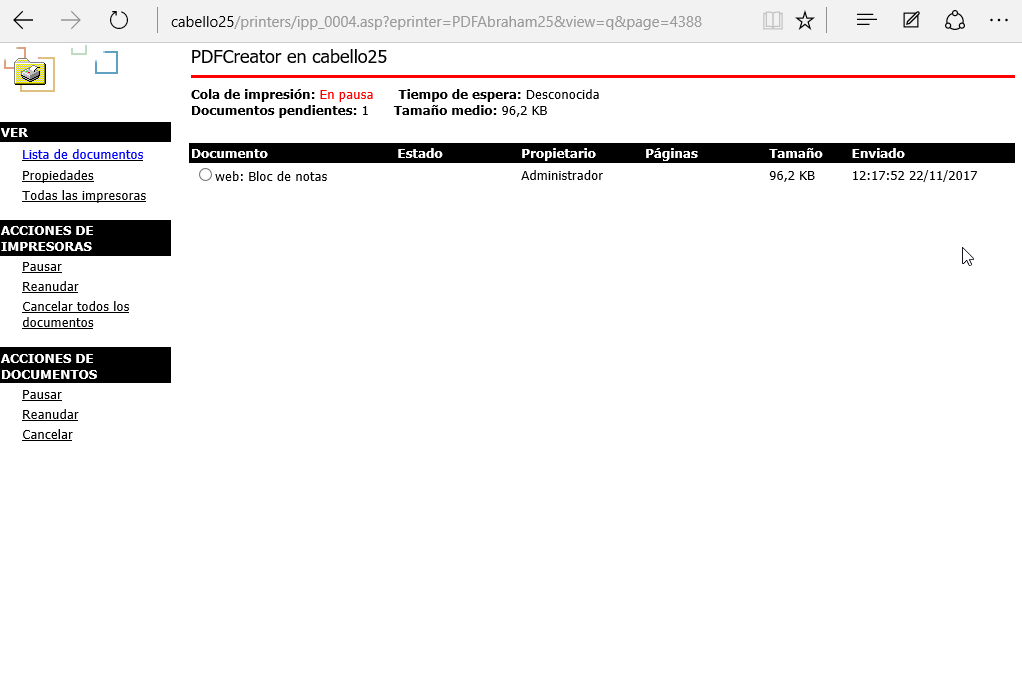 cabello25/printers/ipp_0004.asp?eprinter=PDFAbraham25&view=q&page=4388
PDFCreator en cabello25
Cola de impresión: En pausa Tiempo de espera: Desconocida
Documentos pendientes: 1 Tamaño medio: 96,2 KB
VER
Lista de documentos
Propiedades
Todas las impresoras
ACCIONES DE
IMPRESORAS
Pausar
Reanudar
Cancelar todos los
documentos
ACCIONES DE
DOCUMENTOS
Pausar
Reanudar
Cancelar
Documento Estado Propietario Páginas Tamaño Enviado
web: Bloc de notas Administrador 96,2 KB 12:17:52 22/11/2017